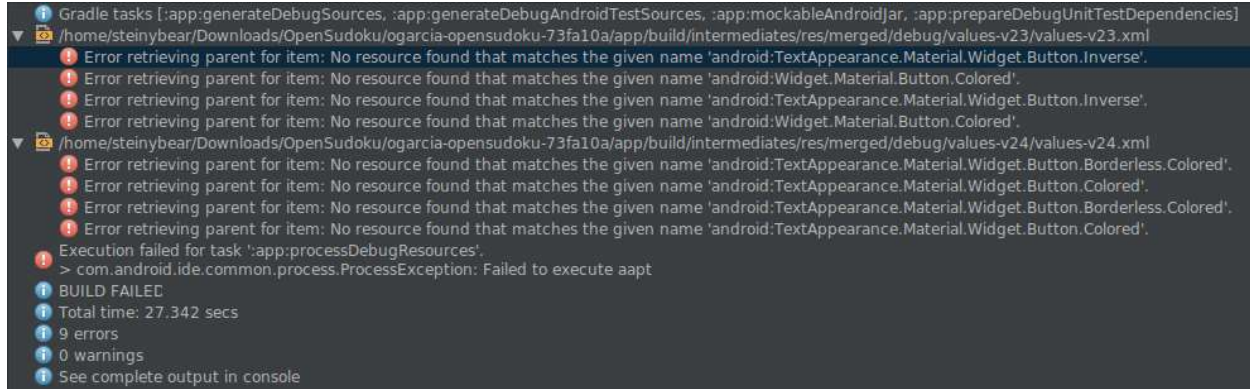 Gradle tasks [:app:generateDebugSources, :app:generateDebugAndroidTestSources, :app:mockableAndroidJar, :app:prepareDebugUnitTestDependencies]
/home/steinybear/Downloads/OpenSudoku/ogarcia-opensudoku-73fa10a/app/build/intermediates/res/merged/debug/values-v23/values-v23.xml
Error retrieving parent for item: No resource found that matches the given name 'android:TextAppearance.Material.Widget.Button.Inverse'.
Error retrieving parent for item: No resource found that matches the given name 'android:Widget.Material.Button.Colored'.
Error retrieving parent for item: No resource found that matches the given name 'android:TextAppearance.Material.Widget.Button.Inverse'.
Error retrieving parent for item: No resource found that matches the given name 'android:Widget.Material.Button.Colored'.
/home/steinybear/Downloads/OpenSudoku/ogarcia-opensudoku-73fa10a/app/build/intermediates/res/merged/debug/values-v24/values-v24.xml
Error retrieving parent for item: No resource found that matches the given name 'android:TextAppearance.Material.Widget.Button.Borderless.Colored'.
Error retrieving parent for item: No resource found that matches the given name 'android:TextAppearance.Material.Widget.Button.Colored'.
Error retrieving parent for item: No resource found that matches the given name 'android:TextAppearance.Material.Widget.Button.Borderless.Colored'.
Error retrieving parent for item: No resource found that matches the given name 'android:TextAppearance.Material.Widget.Button.Colored'.
Execution failed for task ':app:processDebugResources'.
> com.android.ide.common.process.ProcessException: Failed to execute aapt
BUILD FAILED
Total time: 27.342 secs
9 errors
0 warnings
See complete output in console